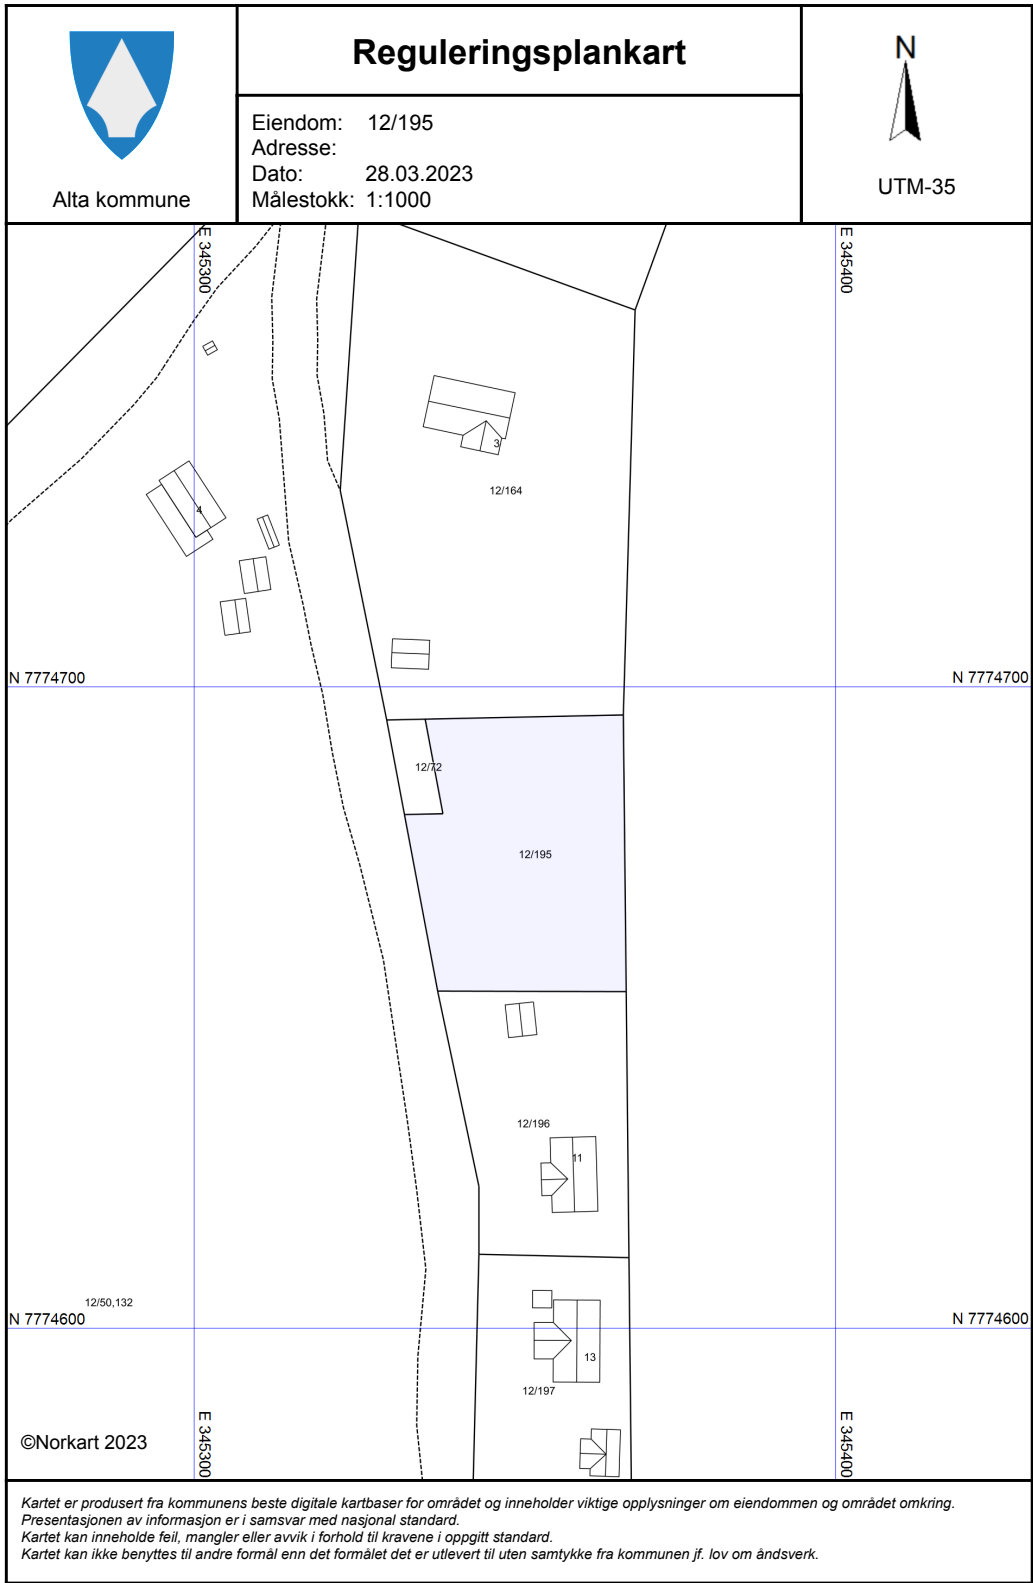 Reguleringsplankart
Alta kommune
Eiendom: 12/195
Adresse:
Dato: 28.03.2023
Målestokk: 1:1000
N
UTM-35
E 345300
E 345400
3
12/164
4
N 7774700
N 7774700
12/72
12/195
12/196
11
12/50,132
N 7774600
N 7774600
13
12/197
E 345300
E 345400
©Norkart 2023
Kartet er produsert fra kommunens beste digitale kartbaser for området og inneholder viktige opplysninger om eiendommen og området omkring.
Presentasjonen av informasjon er i samsvar med nasjonal standard.
Kartet kan inneholde feil, mangler eller avvik i forhold til kravene i oppgitt standard.
Kartet kan ikke benyttes til andre formål enn det formålet det er utlevert til uten samtykke fra kommunen jf. lov om åndsverk.